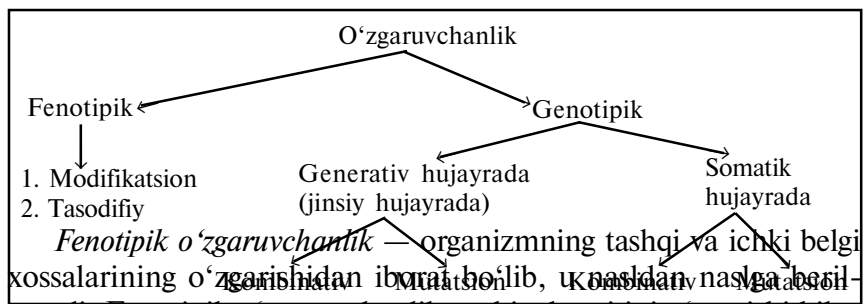 O‘zgaruvchanlik
Fenotipik
Genotipik
1. Modifikatsion
2. Tasodifiy
Generativ hujayrada
(jinsiy hujayrada)
Somatik
hujayrada
Kombinativ Mutatsion Kombinativ Mutatsion
Fenotipik o‘zgaruvchanlik — organizmning tashqi va ichki belgi
xossalarining o‘zgarishidan iborat bo‘lib, u nasldan naslga beril-